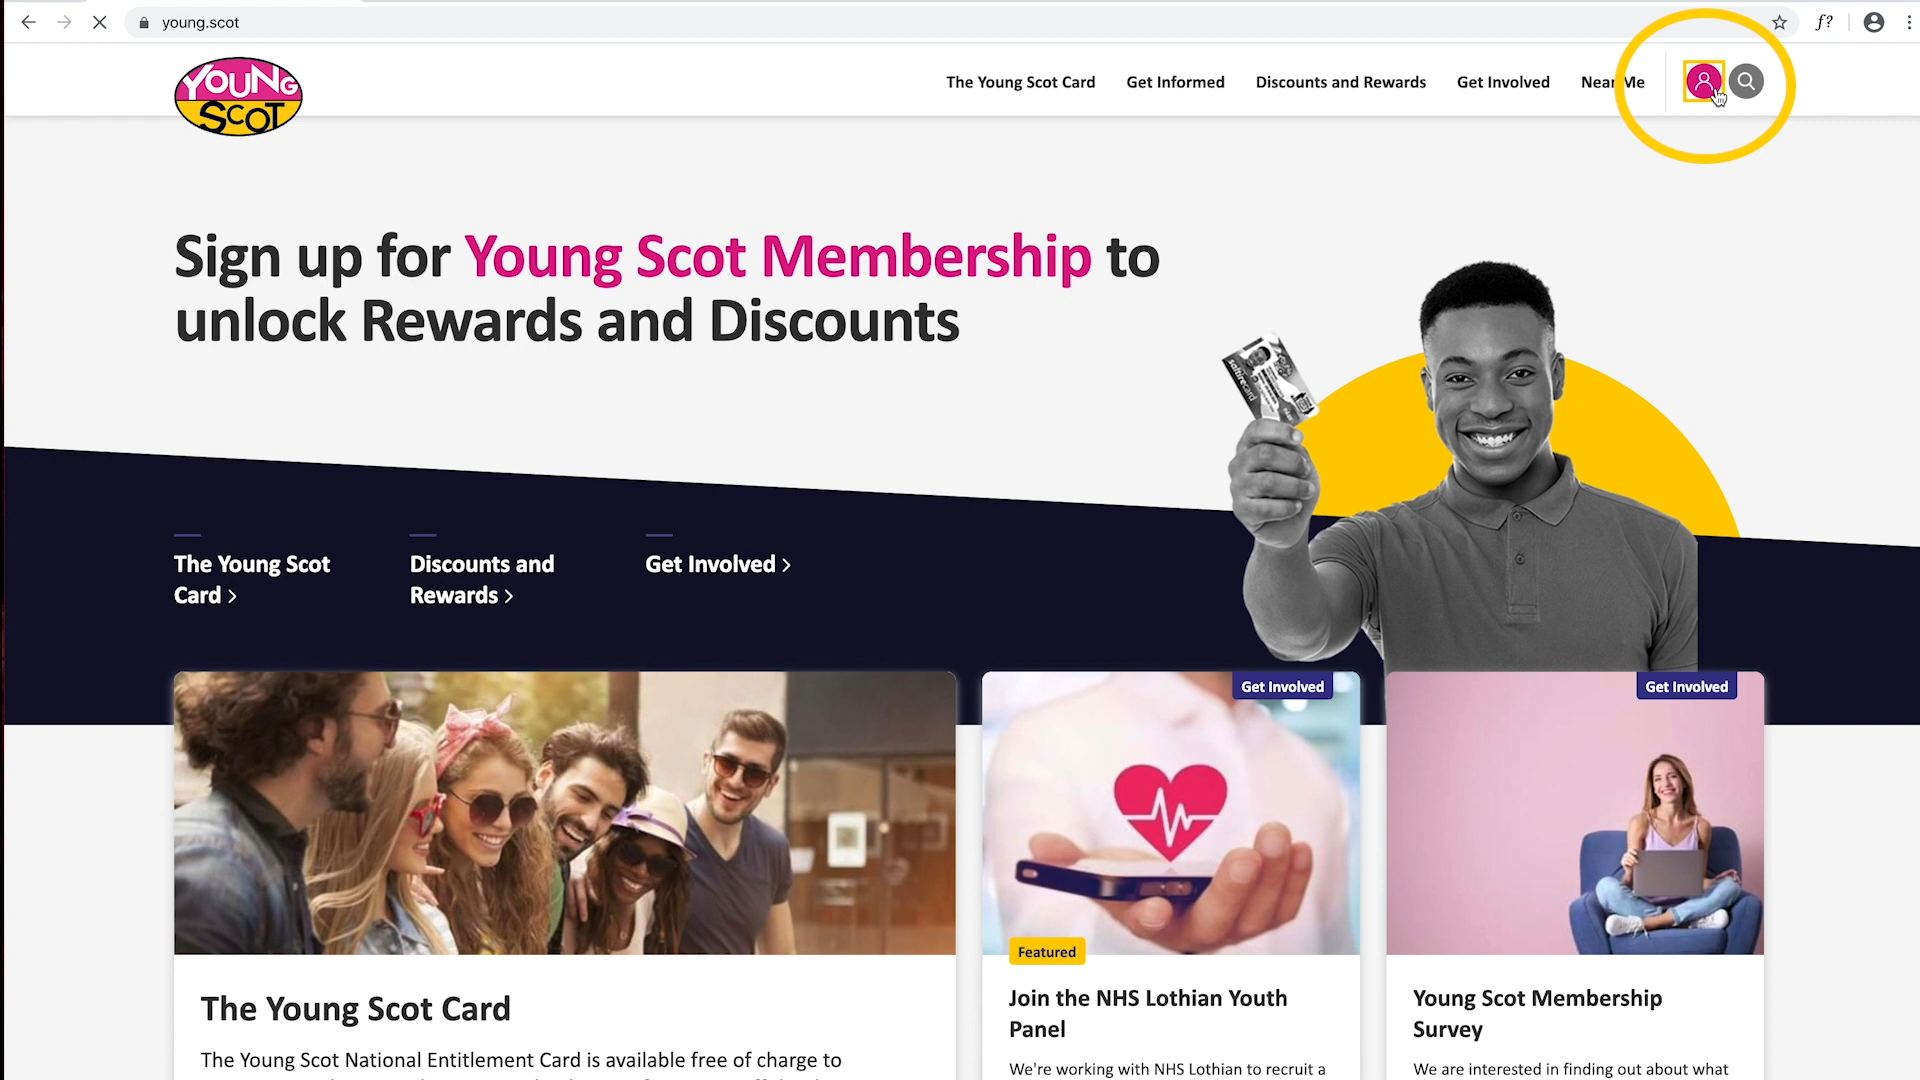 young.scot
f?
YOUNG
SCOT
The Young Scot Card
Get Informed
Discounts and Rewards
Get Involved
Near Me
Sign up for Young Scot Membership to
unlock Rewards and Discounts
saltirecard
The Young Scot
Card >
Discounts and
Rewards >
Get Involved >
Get Involved
Get Involved
Featured
The Young Scot Card
The Young Scot National Entitlement Card is available free of charge to
Join the NHS Lothian Youth
Panel
We're working with NHS Lothian to recruit a
Young Scot Membership
Survey
We are interested in finding out about what